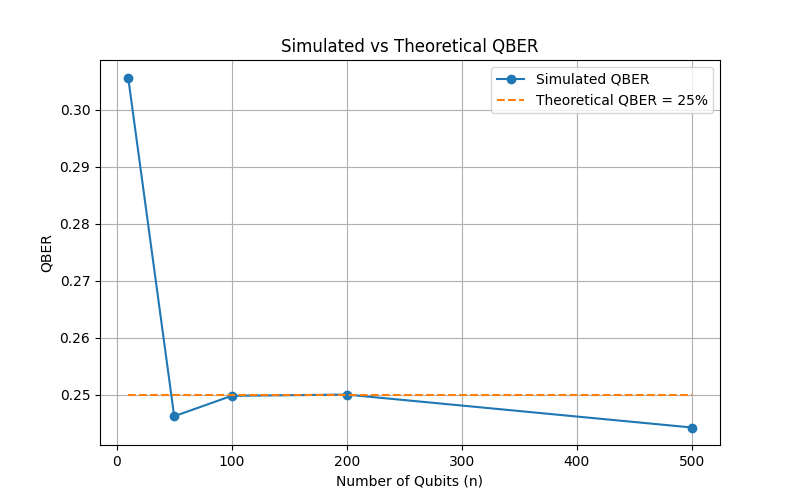 Simulated vs Theoretical QBER
Simulated QBER
Theoretical QBER = 25%
QBER
0.30
0.29
0.28
0.27
0.26
0.25
0
100
200
300
400
500
Number of Qubits (n)